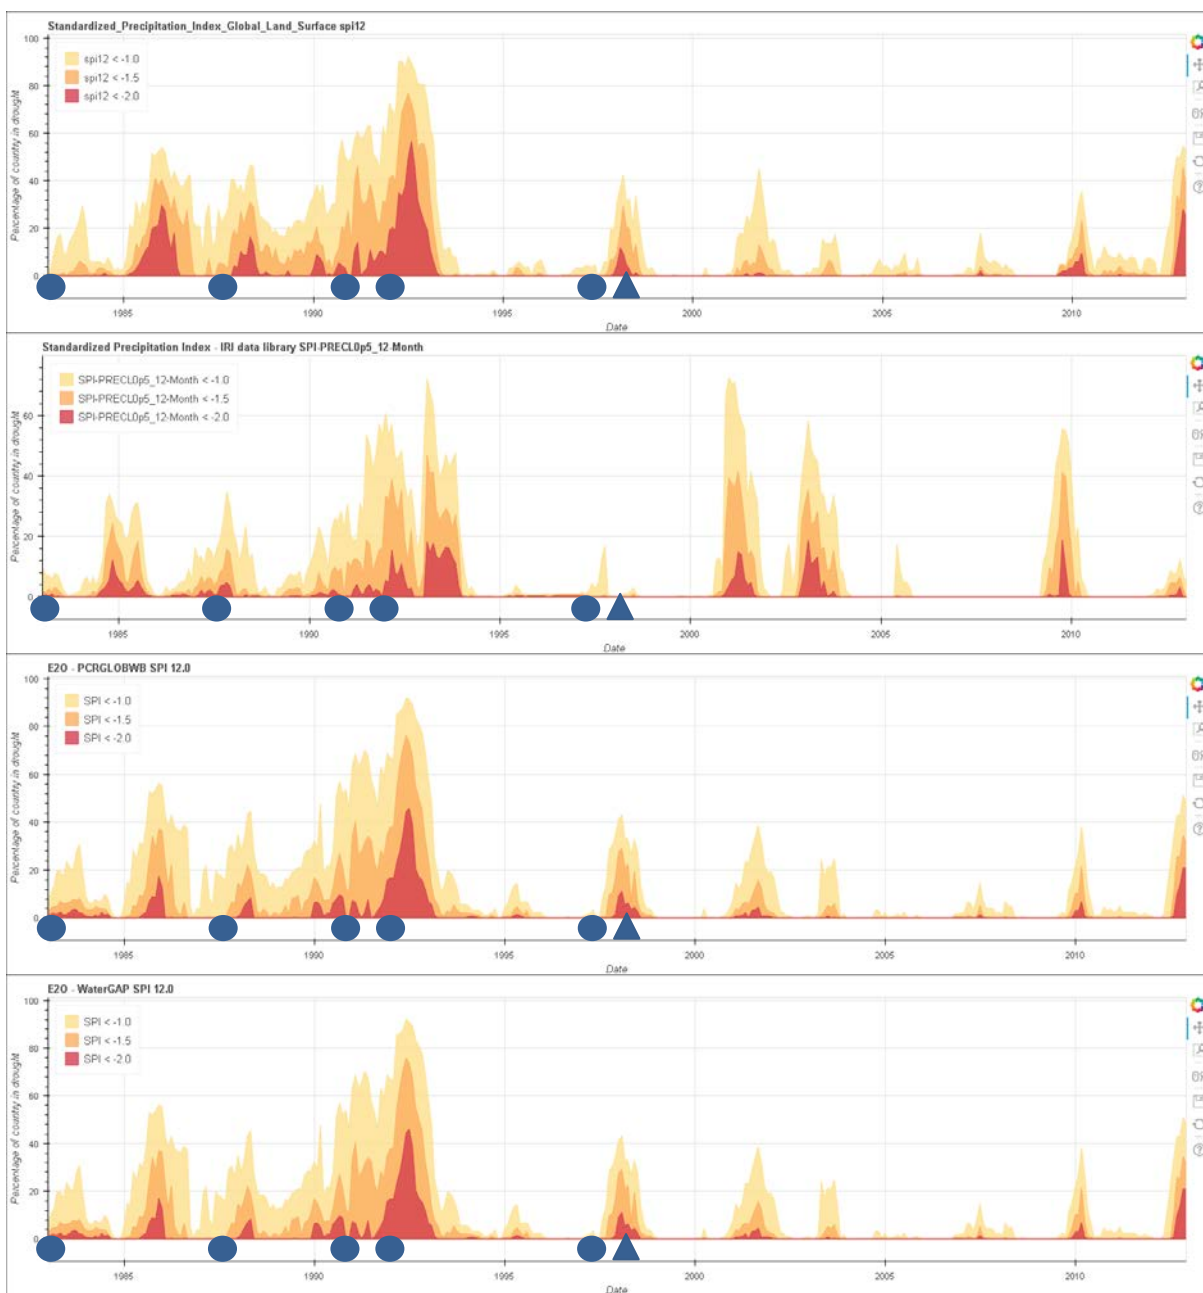 Standardized_Precipitation_Index_Global_Land_Surface spi12
100
80
60
40
20
0
Percentage of country in drought
spi12 < -1.0
spi12 < -1.5
spi12 < -2.0
1985 1990 1995 2000 2005 2010
Date
Standardized Precipitation Index - IRI data library SPI-PRECL0p5_12-Month
60
40
20
0
Percentage of country in drought
SPI-PRECL0p5_12-Month < -1.0
SPI-PRECL0p5_12-Month < -1.5
SPI-PRECL0p5_12-Month < -2.0
1985 1990 1995 2000 2005 2010
Date
E2O - PCRGLOBWB SPI 12.0
100
80
60
40
20
0
Percentage of country in drought
SPI < -1.0
SPI < -1.5
SPI < -2.0
1985 1990 1995 2000 2005 2010
Date
E2O - WaterGAP SPI 12.0
100
80
60
40
20
0
Percentage of country in drought
SPI < -1.0
SPI < -1.5
SPI < -2.0
1985 1990 1995 2000 2005 2010
Date